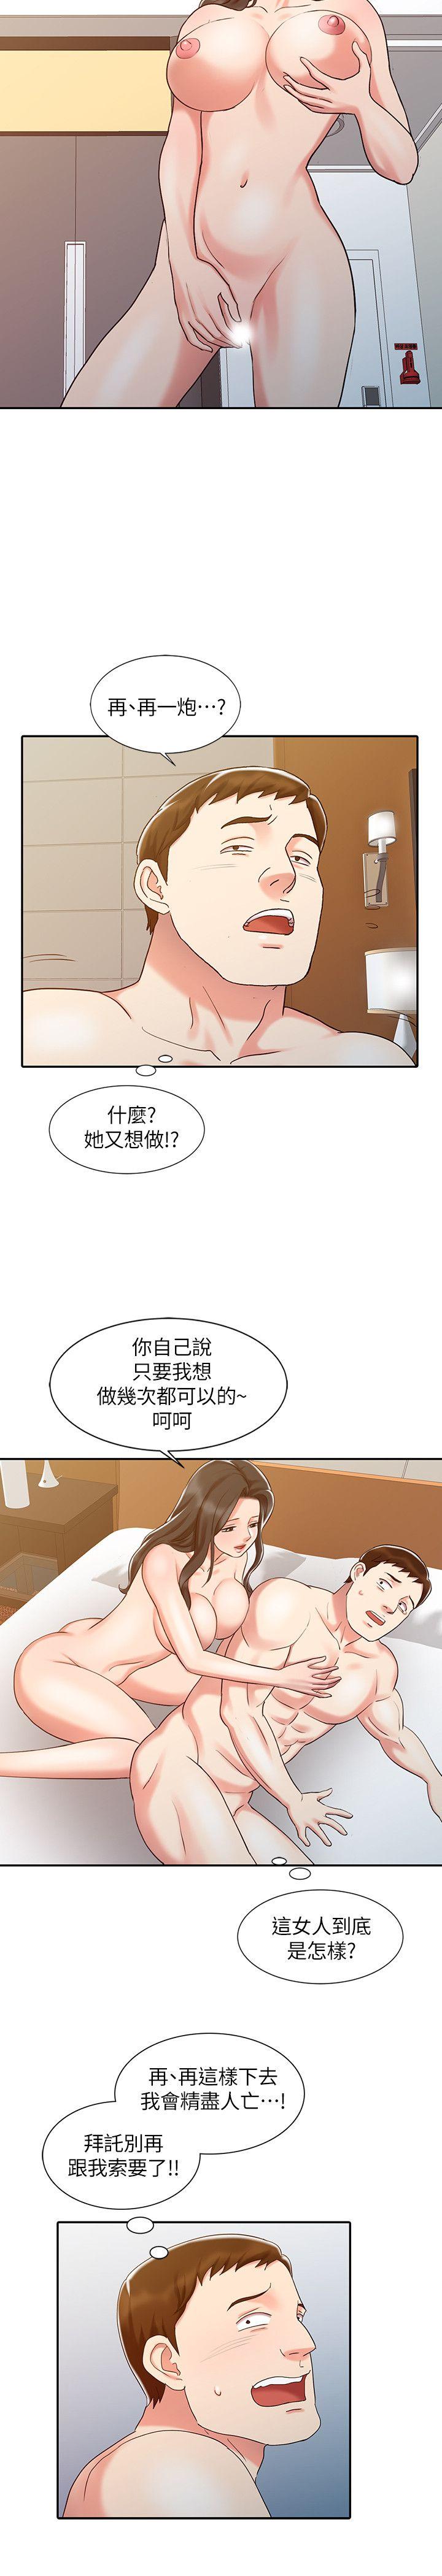 再、再一炮…?
什麼?
她又想做!?
你自己說
只要我想
做幾次都可以的~
呵呵
這女人到底
是怎樣?
再、再這樣下去
我會精盡人亡…!
拜託別再
跟我索要了!!